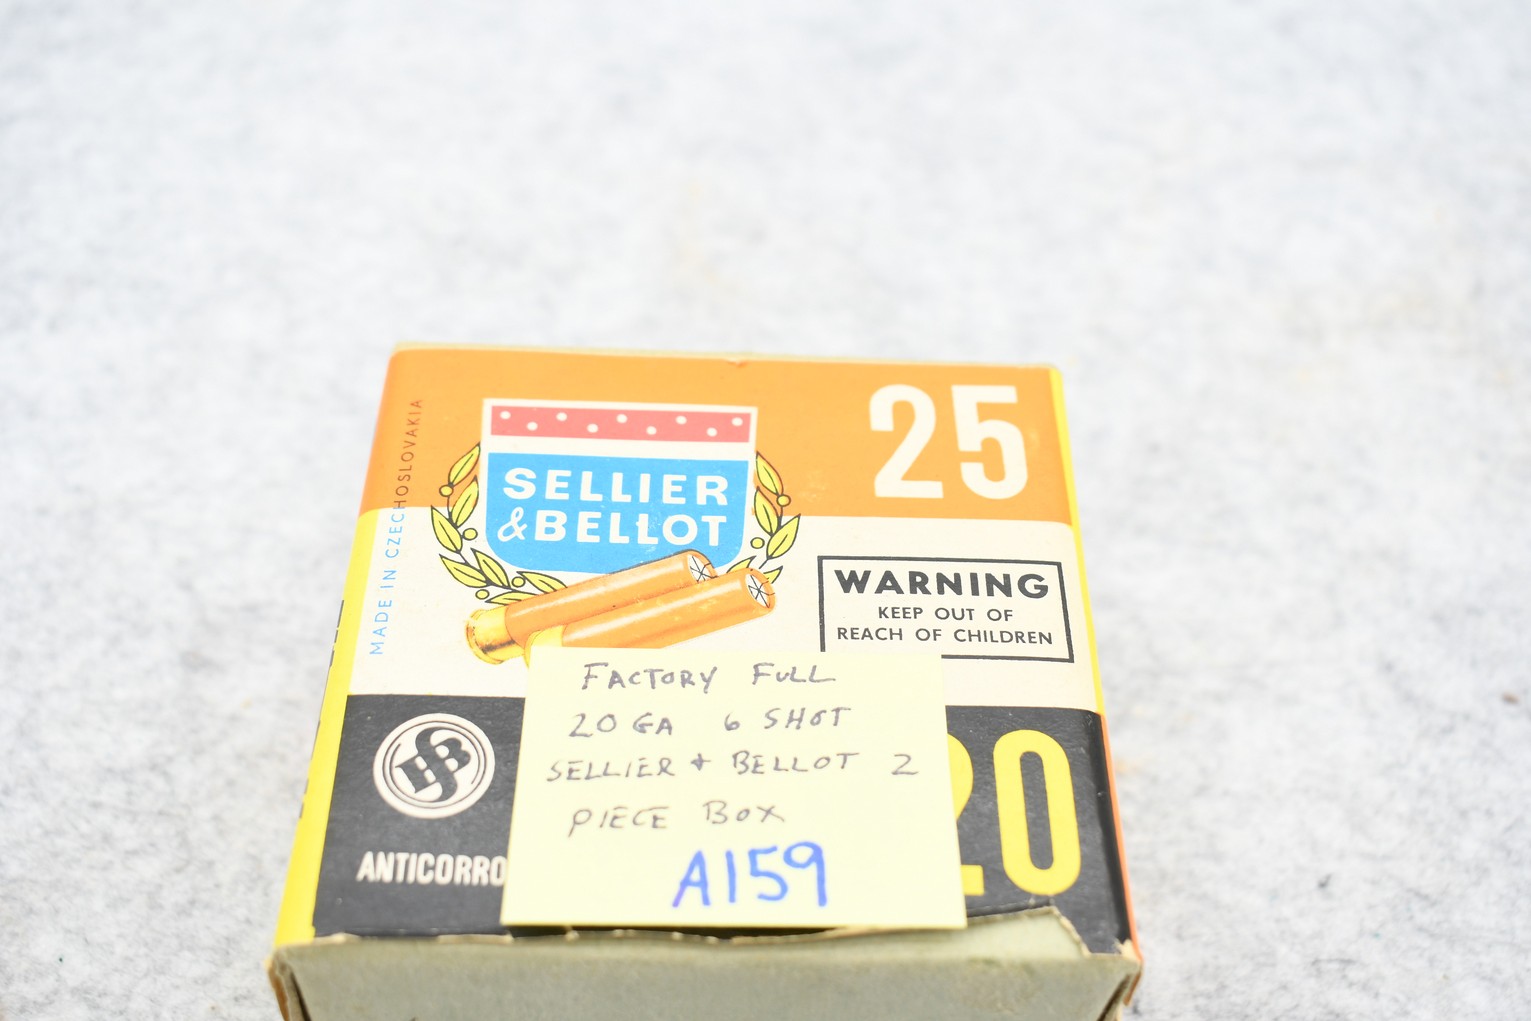 25
SELLIER
& BELLOT
MADE IN CZECHOSLOVAKIA
WARNING
KEEP OUT OF
REACH OF CHILDREN
FACTORY FULL
20 GA 6 SHOT
SELLIER + BELLOT 2
PIECE BOX
A159
20
SB
ANTICORRO